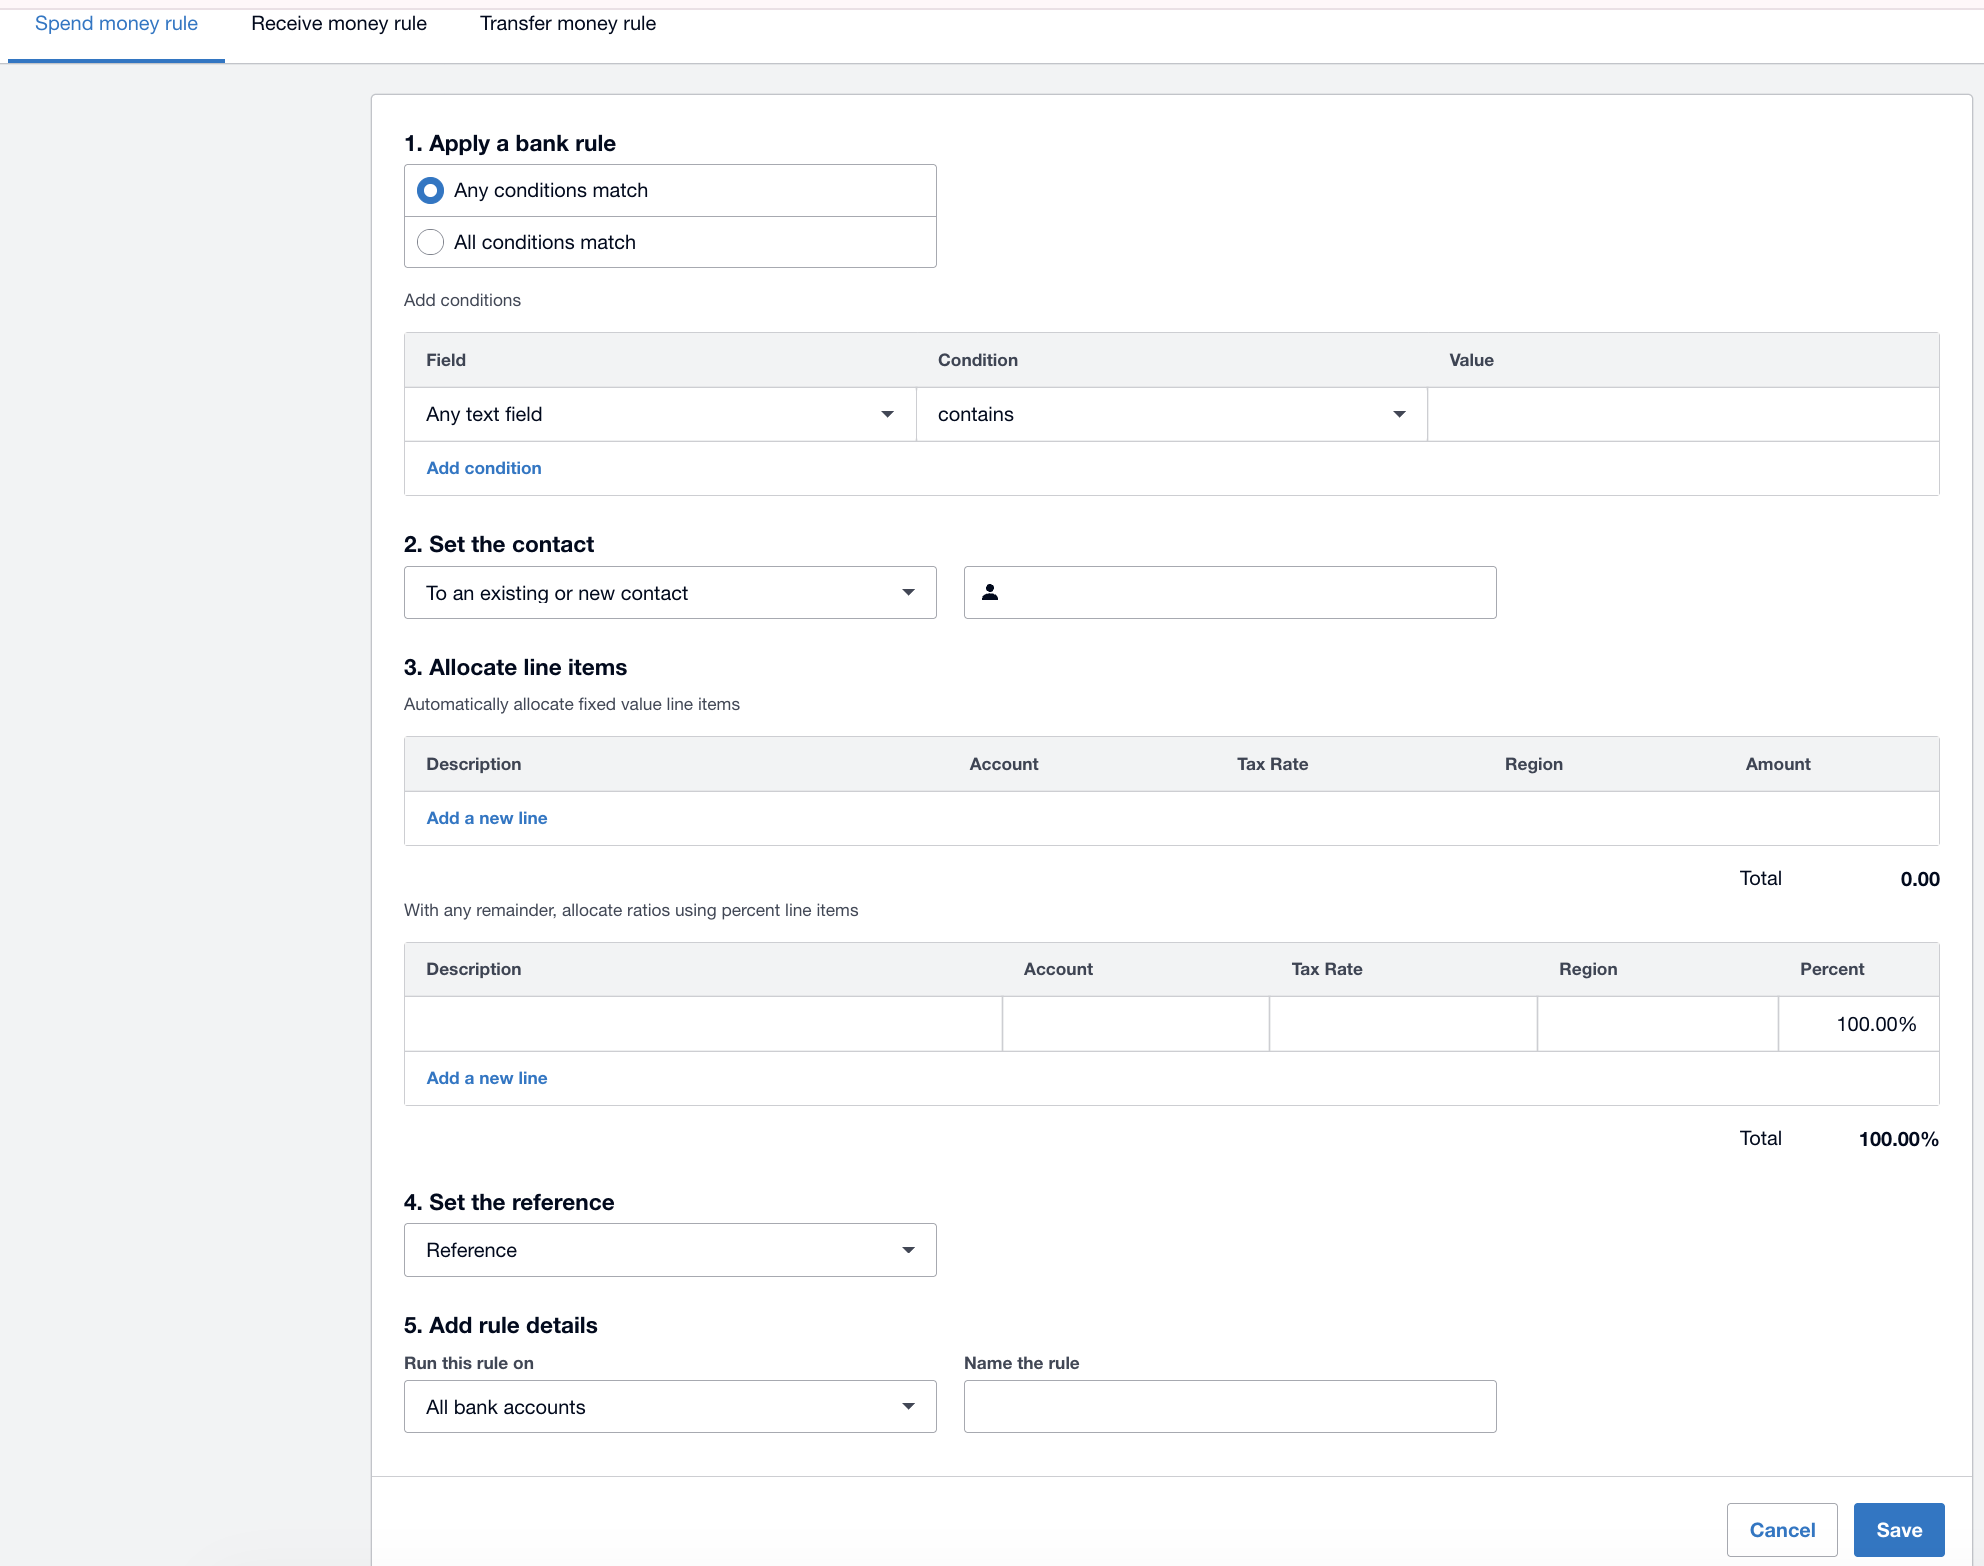 Spend money rule Receive money rule Transfer money rule
1. Apply a bank rule
Any conditions match
All conditions match
Add conditions
Field Condition Value
Any text field contains
Add condition
2. Set the contact
To an existing or new contact
3. Allocate line items
Automatically allocate fixed value line items
Description Account Tax Rate Region Amount
Add a new line
Total 0.00
With any remainder, allocate ratios using percent line items
Description Account Tax Rate Region Percent
100.00%
Add a new line
Total 100.00%
4. Set the reference
Reference
5. Add rule details
Run this rule on Name the rule
All bank accounts
Cancel Save